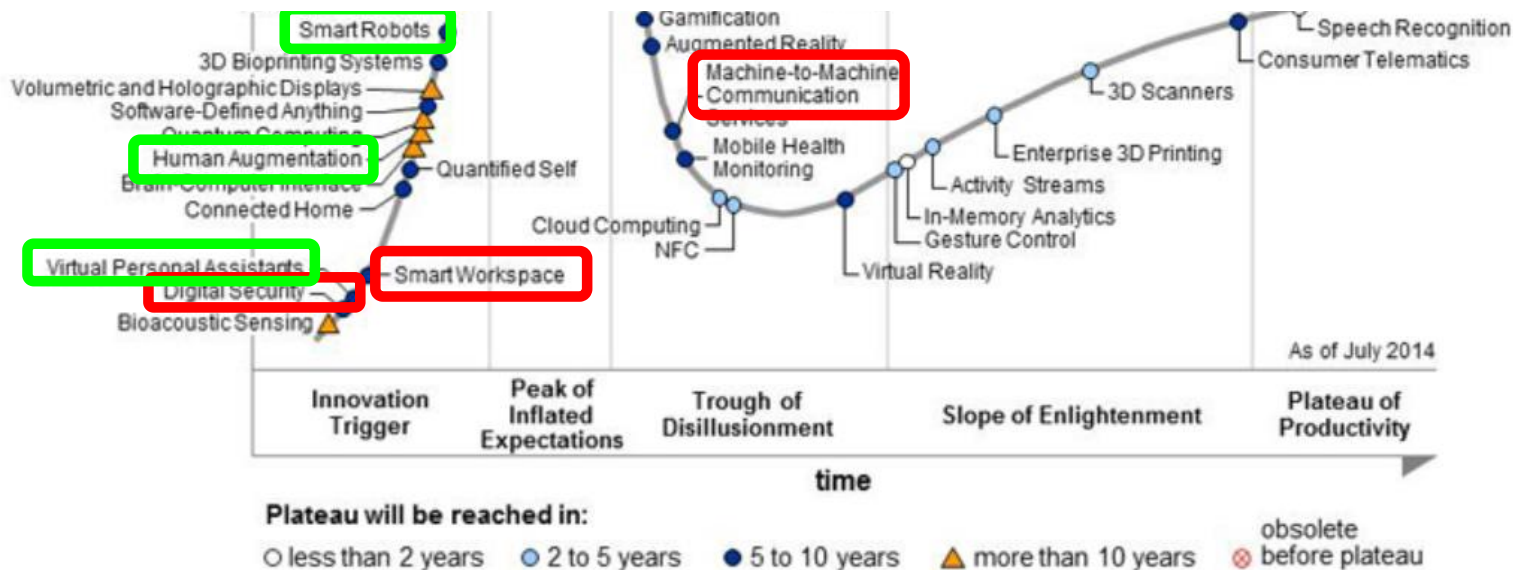 Smart Robots
3D Bioprinting Systems
Volumetric and Holographic Displays
Software-Defined Anything
Quantum Computing
Human Augmentation
Brain-Computer Interface
Quantified Self
Connected Home
Virtual Personal Assistants
Smart Workspace
Digital Security
Bioacoustic Sensing
Gamification
Augmented Reality
Machine-to-Machine
Communication
Services
Mobile Health
Monitoring
Cloud Computing
NFC
Virtual Reality
Gesture Control
In-Memory Analytics
Activity Streams
Enterprise 3D Printing
3D Scanners
Consumer Telematics
Speech Recognition
As of July 2014
Innovation
Trigger
Peak of
Inflated
Expectations
Trough of
Disillusionment
Slope of Enlightenment
Plateau of
Productivity
time
Plateau will be reached in:
less than 2 years
2 to 5 years
5 to 10 years
more than 10 years
obsolete
before plateau